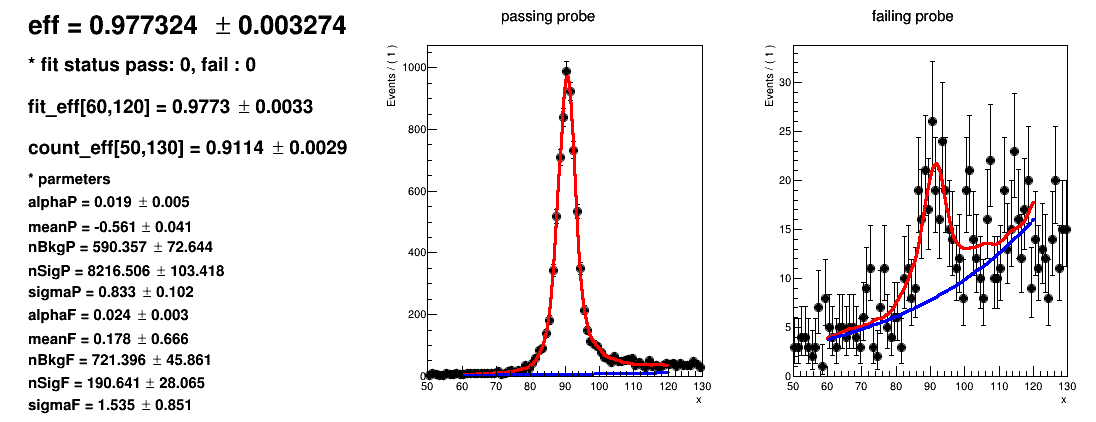 eff = 0.977324 ± 0.003274
* fit status pass: 0, fail : 0
fit_eff[60,120] = 0.9773 ± 0.0033
count_eff[50,130] = 0.9114 ± 0.0029
* parmeters
alphaP = 0.019 ± 0.005
meanP = -0.561 ± 0.041
nBkgP = 590.357 ± 72.644
nSigP = 8216.506 ± 103.418
sigmaP = 0.833 ± 0.102
alphaF = 0.024 ± 0.003
meanF = 0.178 ± 0.666
nBkgF = 721.396 ± 45.861
nSigF = 190.641 ± 28.065
sigmaF = 1.535 ± 0.851
passing probe
Events / ( 1 )
1000
800
600
400
200
0
50 60 70 80 90 100 110 120 130
x
failing probe
Events / ( 1 )
30
25
20
15
10
5
0
50 60 70 80 90 100 110 120 130
x